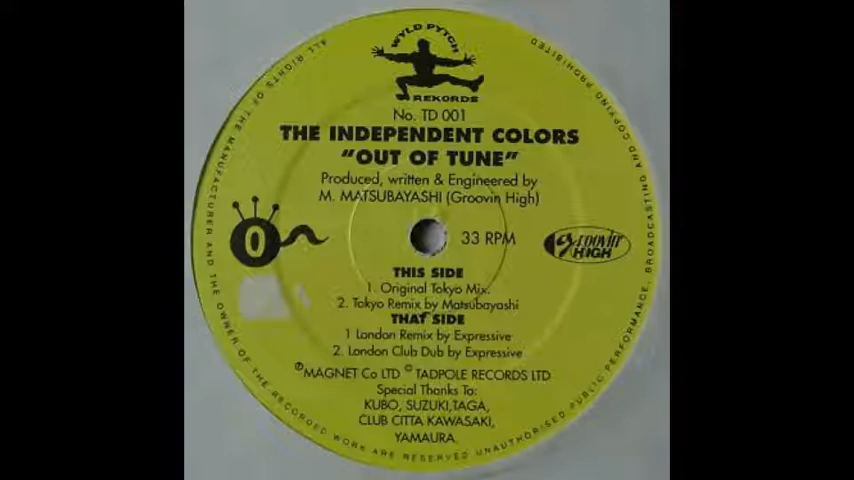 WYLD PYTCH
REKORDS
No. TD 001
THE INDEPENDENT COLORS
"OUT OF TUNE"
Produced, written & Engineered by
M. MATSUBAYASHI (Groovin High)
33 RPM
Groovin'
HIGH
THIS SIDE
1. Original Tokyo Mix.
2. Tokyo Remix by Matsubayashi
THAT SIDE
1 London Remix by Expressive
2. London Club Dub by Expressive
℗MAGNET Co LTD © TADPOLE RECORDS LTD
Special Thanks To:
KUBO, SUZUKI,TAGA,
CLUB CITTA KAWASAKI,
YAMAURA.
ALL RIGHTS OF THE MANUFACTURER AND THE OWNER OF THE RECORDED WORK ARE RESERVED UNAUTHORISED PUBLIC PERFORMANCE, BROADCASTING AND COPYING PROHIBITED